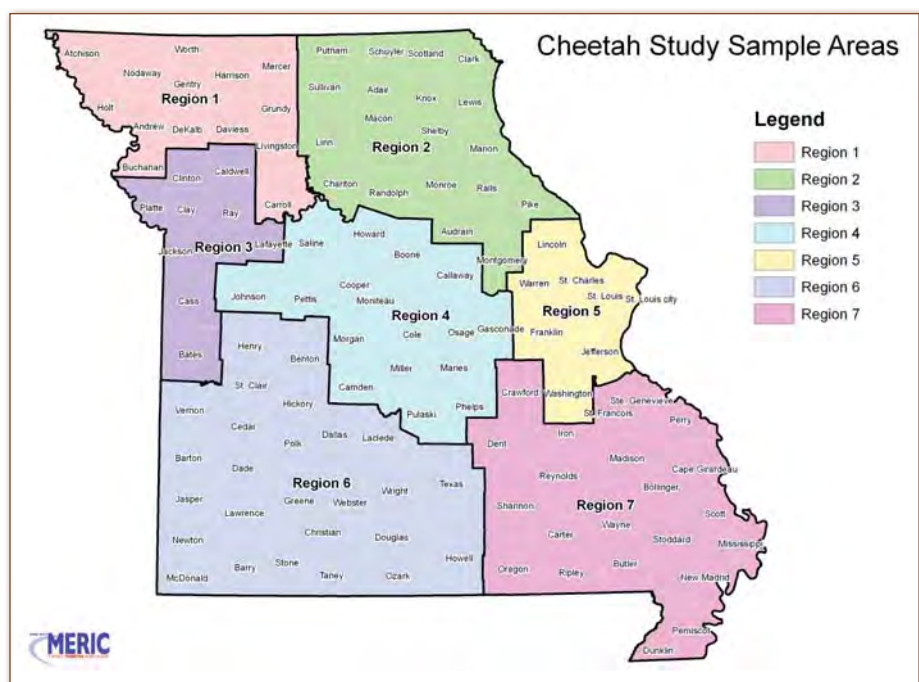 Cheetah Study Sample Areas
Legend
Region 1
Region 2
Region 3
Region 4
Region 5
Region 6
Region 7
Atchison
Worth
Nodaway
Gentry
Harrison
Mercer
Region 1
Holt
Grundy
Andrew
DeKalb
Daviess
Livingston
Buchanan
Carroll
Putnam
Schuyler
Scotland
Clark
Sullivan
Adair
Knox
Lewis
Macon
Shelby
Linn
Region 2
Marion
Chariton
Randolph
Monroe
Ralls
Pike
Audrain
Montgomery
Clinton
Caldwell
Platte
Clay
Ray
Jackson
Region 3
Lafayette
Cass
Bates
Saline
Howard
Boone
Callaway
Cooper
Johnson
Pettis
Moniteau
Region 4
Gasconade
Morgan
Cole
Osage
Miller
Maries
Camden
Pulaski
Phelps
Lincoln
Warren
St. Charles
St. Louis
St. Louis city
Region 5
Franklin
Jefferson
Washington
Henry
Benton
St. Clair
Vernon
Hickory
Cedar
Polk
Dallas
Laclede
Barton
Dade
Region 6
Wright
Texas
Jasper
Greene
Webster
Lawrence
Christian
Douglas
Newton
Howell
McDonald
Barry
Stone
Taney
Ozark
Crawford
Ste. Genevieve
St. Francois
Perry
Dent
Iron
Madison
Reynolds
Cape Girardeau
Bollinger
Shannon
Region 7
Scott
Carter
Wayne
Stoddard
Mississippi
Oregon
Ripley
Butler
New Madrid
Pemiscot
Dunklin
MERIC